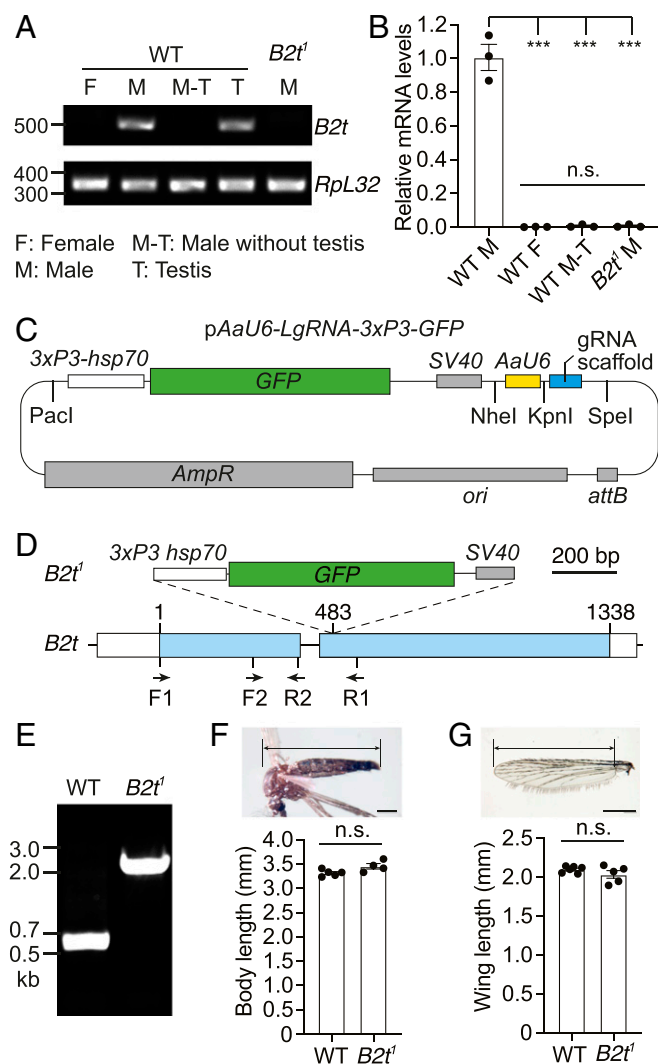 A
WT B2t¹
F M M-T T M
500 B2t
400
300 RpL32
F: Female M-T: Male without testis
M: Male T: Testis
B
Relative mRNA levels
1.2
1.0
0.8
0.6
0.4
0.2
0.0
*** *** ***
n.s.
WT M
WT F
WT M-T
B2t¹ M
C
pAaU6-LgRNA-3xP3-GFP
3xP3-hsp70 GFP SV40 AaU6 gRNA
scaffold
PacI NheI KpnI SpeI
AmpR ori attB
D
3xP3 hsp70 SV40
B2t¹ GFP 200 bp
1 483 1338
B2t
F1 F2 R2 R1
E
WT B2t¹
3.0
2.0
0.7
0.5
kb
F
n.s.
Body length (mm)
4.0
3.5
3.0
2.5
2.0
1.5
1.0
0.5
0
WT B2t¹
G
n.s.
Wing length (mm)
2.5
2.0
1.5
1.0
0.5
0
WT B2t¹